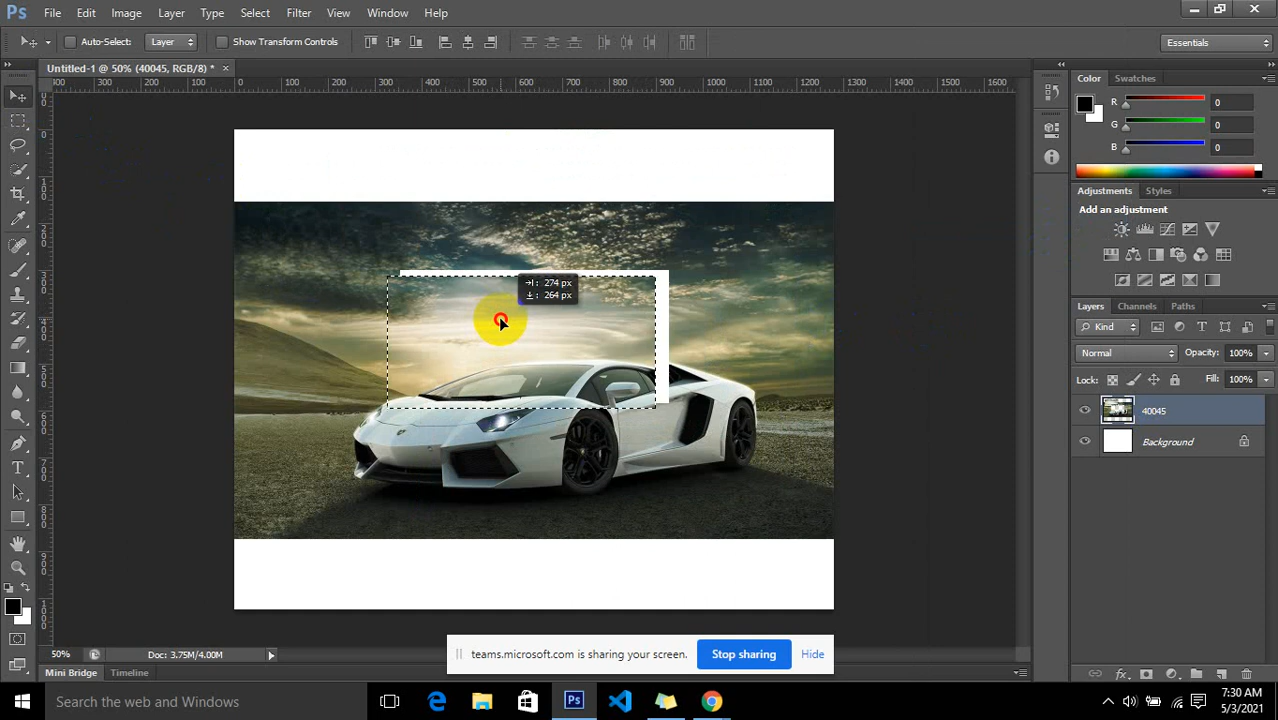 Ps File Edit Image Layer Type Select Filter View Window Help
Auto-Select: Layer Show Transform Controls Essentials
Untitled-1 @ 50% (40045, RGB/8) * ×
400 300 200 100 0 100 200 300 400 500 600 700 800 900 1000 1100 1200 1300 1400 1500 1600
Color Swatches
R 0
G 0
B 0
Adjustments Styles
Add an adjustment
274 px
264 px
Layers Channels Paths
Kind
Normal Opacity: 100%
Lock: Fill: 100%
40045
Background
50% Doc: 3.75M/4.00M
teams.microsoft.com is sharing your screen. Stop sharing Hide
Mini Bridge Timeline
Search the web and Windows
7:30 AM
5/3/2021